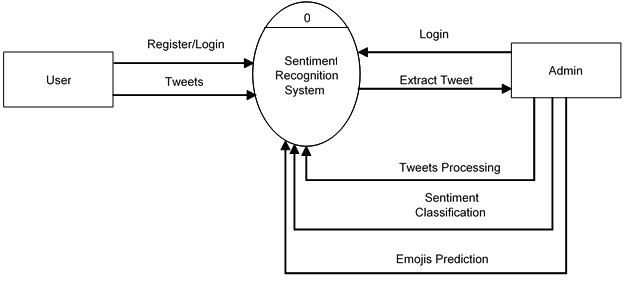 0
Register/Login
Login
User
Sentiment
Recognition
System
Admin
Tweets
Extract Tweet
Tweets Processing
Sentiment
Classification
Emojis Prediction